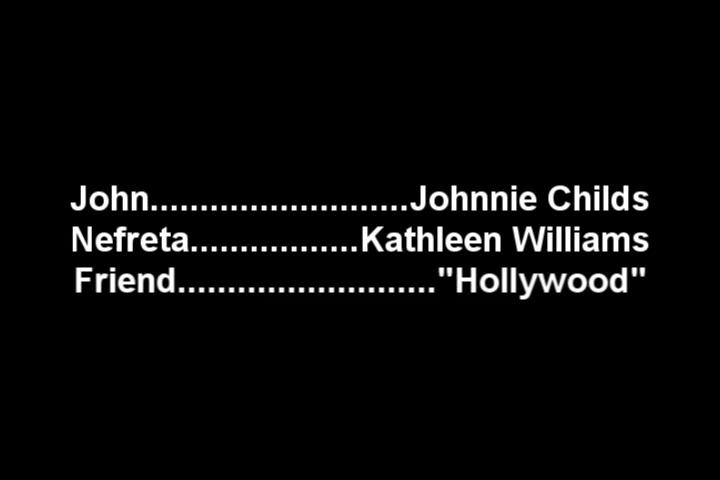 John..........................Johnnie Childs
Nefreta.................Kathleen Williams
Friend.........................."Hollywood"